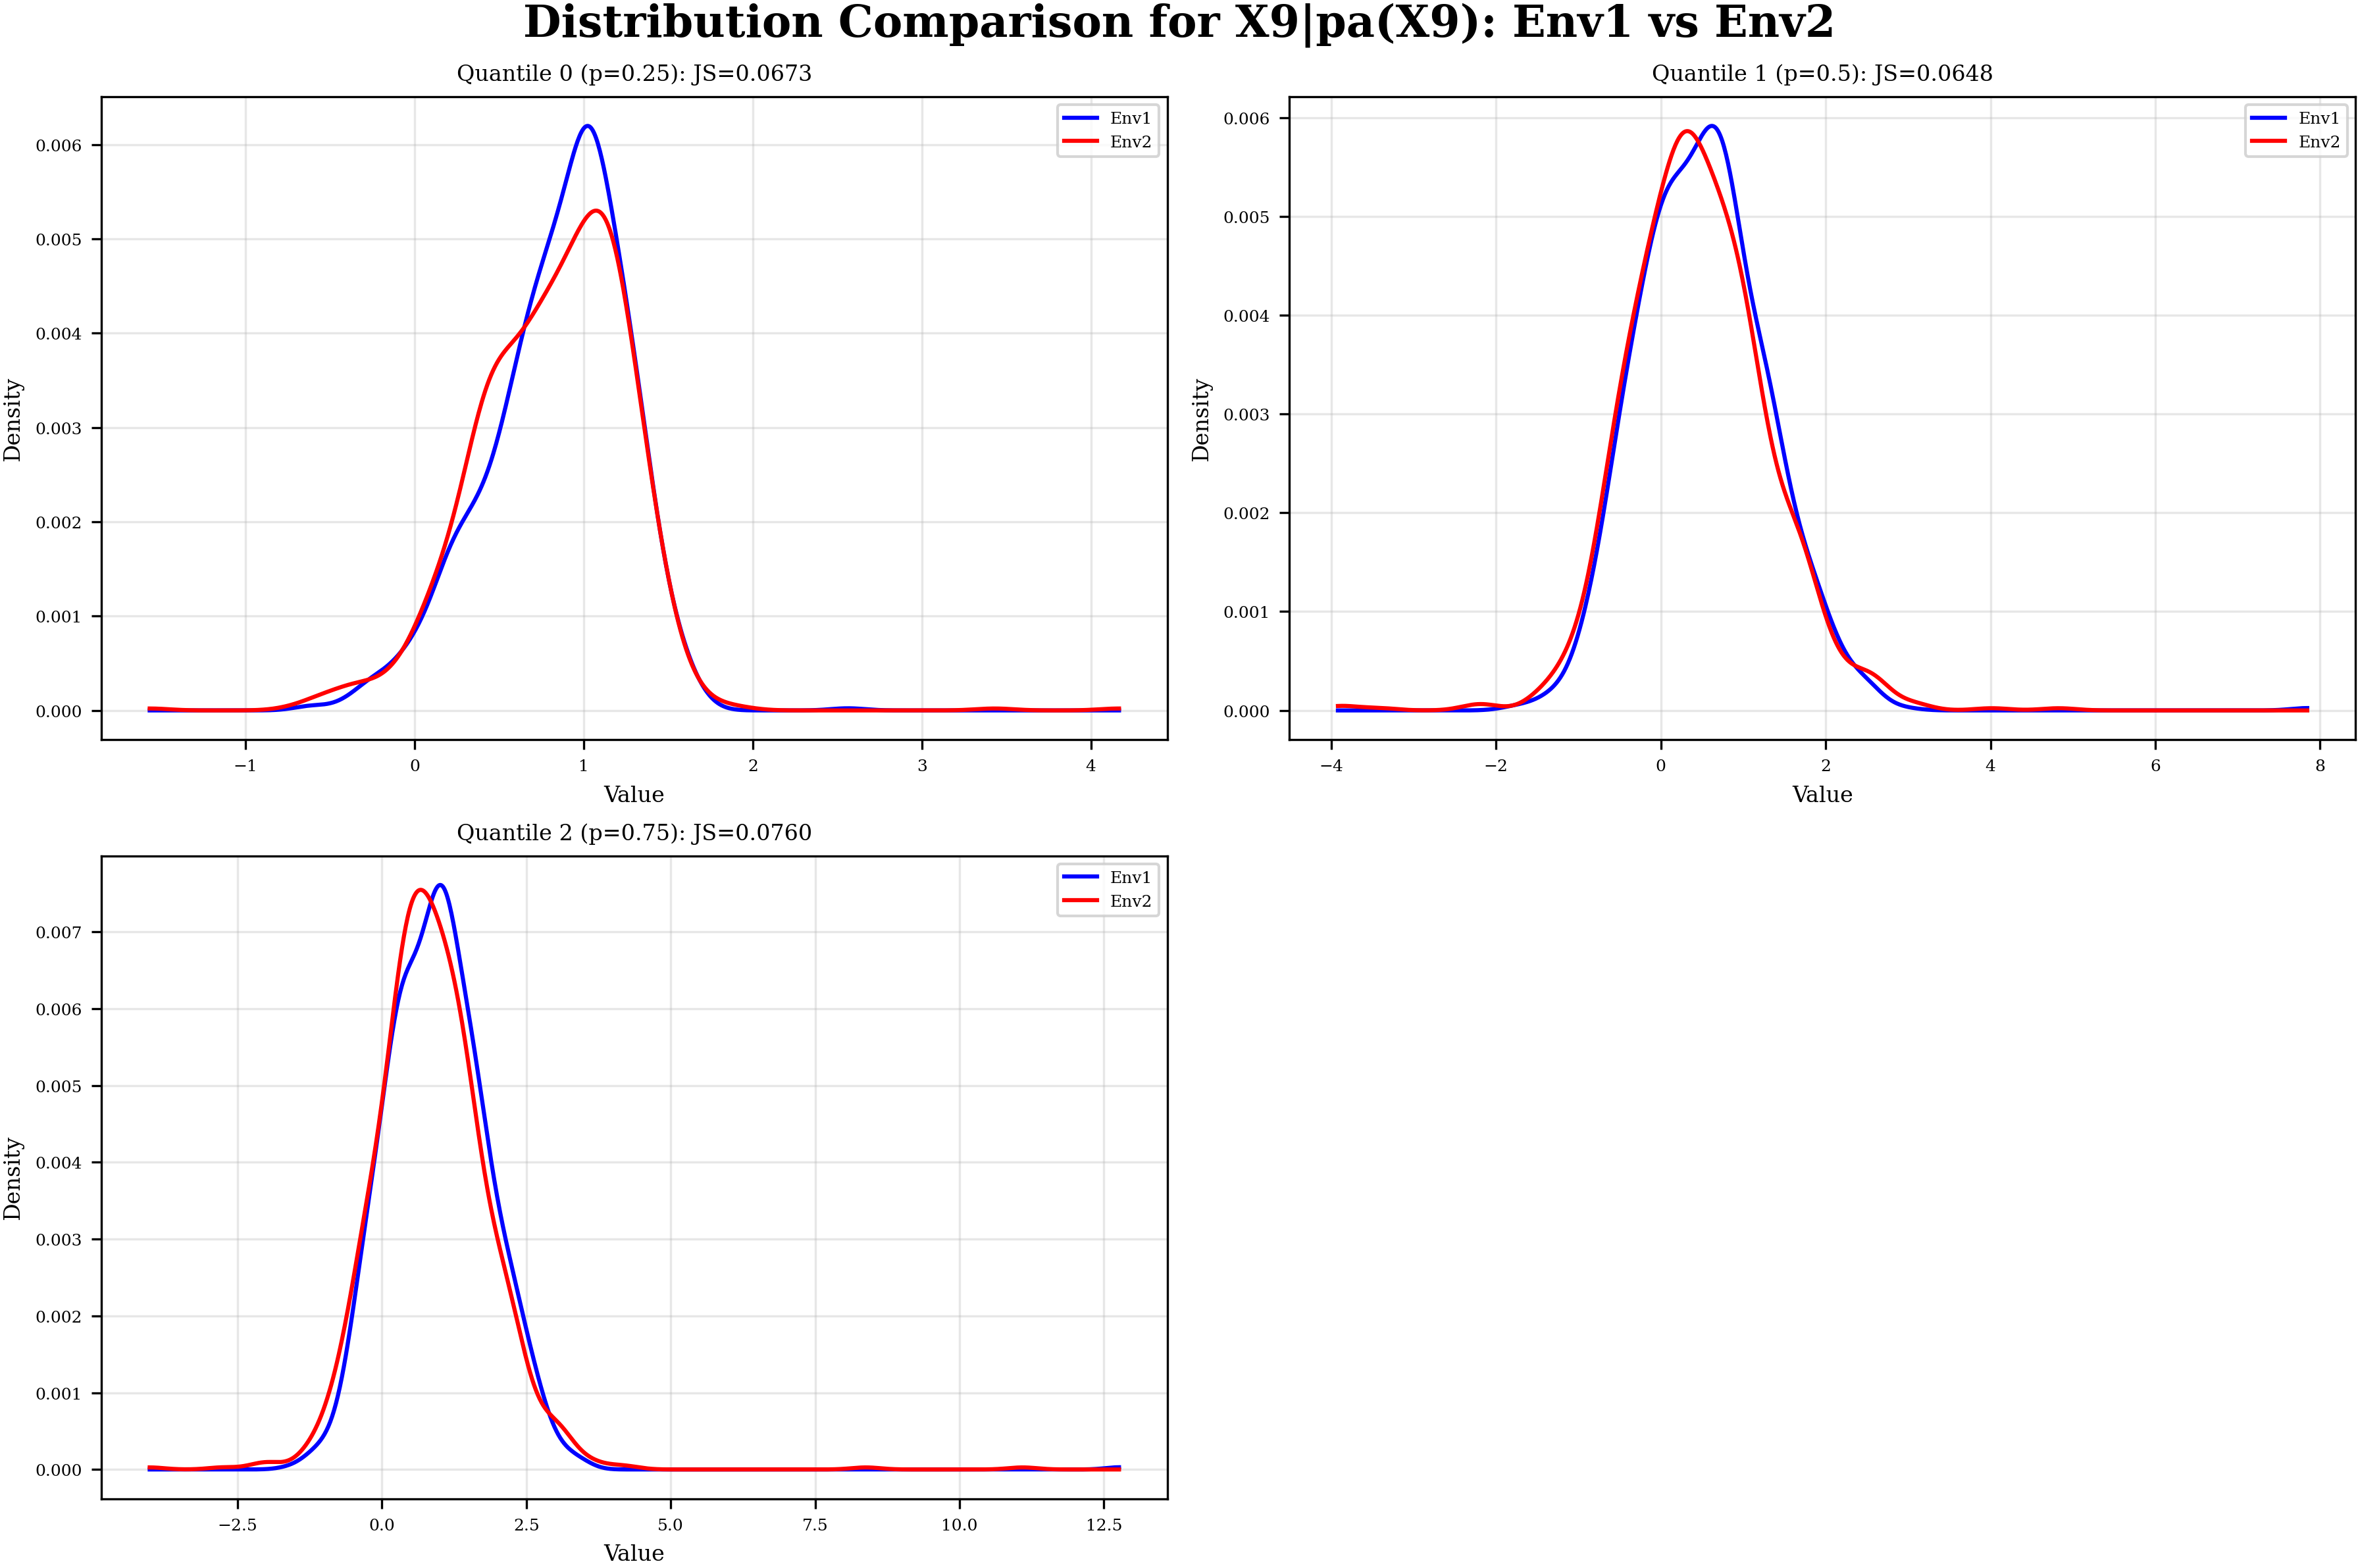 Distribution Comparison for X9|pa(X9): Env1 vs Env2
Quantile 0 (p=0.25): JS=0.0673
Env1
Env2
0.006
0.005
0.004
0.003
0.002
0.001
0.000
Density
−1
0
1
2
3
4
Value
Quantile 1 (p=0.5): JS=0.0648
Env1
Env2
0.006
0.005
0.004
0.003
0.002
0.001
0.000
Density
−4
−2
0
2
4
6
8
Value
Quantile 2 (p=0.75): JS=0.0760
Env1
Env2
0.007
0.006
0.005
0.004
0.003
0.002
0.001
0.000
Density
−2.5
0.0
2.5
5.0
7.5
10.0
12.5
Value